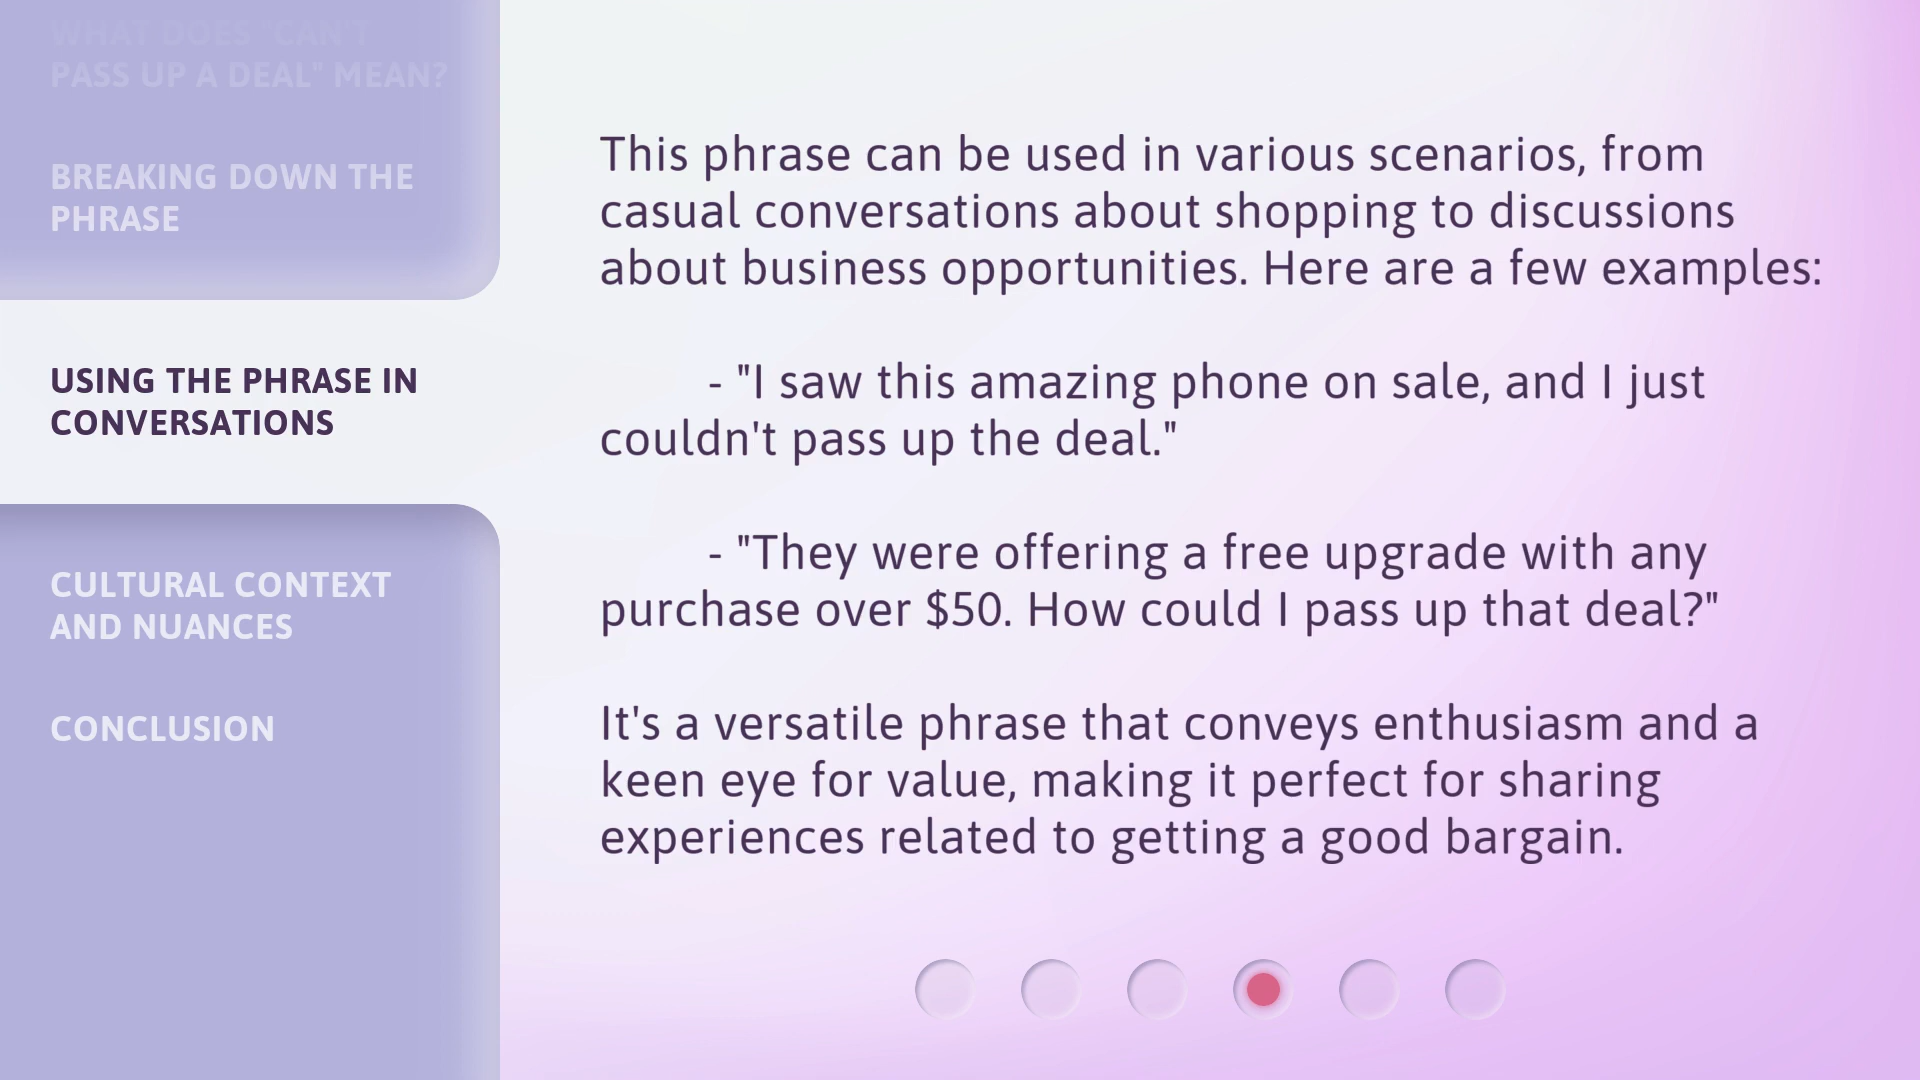 WHAT DOES "CAN'T
PASS UP A DEAL" MEAN?
BREAKING DOWN THE
PHRASE
USING THE PHRASE IN
CONVERSATIONS
CULTURAL CONTEXT
AND NUANCES
CONCLUSION
This phrase can be used in various scenarios, from
casual conversations about shopping to discussions
about business opportunities. Here are a few examples:
- "I saw this amazing phone on sale, and I just
couldn't pass up the deal."
- "They were offering a free upgrade with any
purchase over $50. How could I pass up that deal?"
It's a versatile phrase that conveys enthusiasm and a
keen eye for value, making it perfect for sharing
experiences related to getting a good bargain.